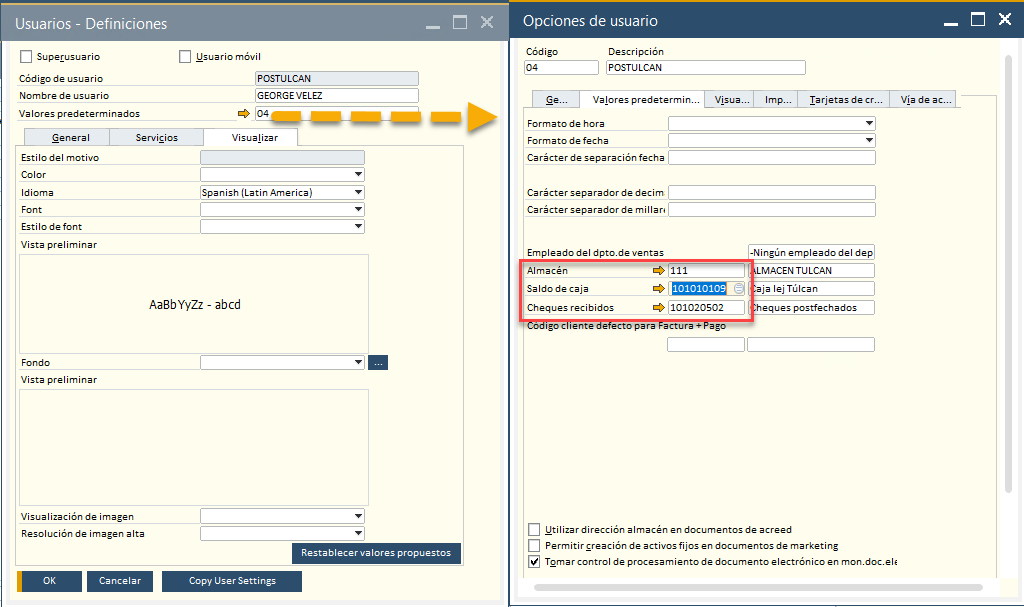 Usuarios - Definiciones
Superusuario
Usuario móvil
Código de usuario
POSTULCAN
Nombre de usuario
GEORGE VELEZ
Valores predeterminados
04
General
Servicios
Visualizar
Estilo del motivo
Color
Idioma
Spanish (Latin America)
Font
Estilo de font
Vista preliminar
AaBbYyZz - abcd
Fondo
...
Vista preliminar
Visualización de imagen
Resolución de imagen alta
Restablecer valores propuestos
OK
Cancelar
Copy User Settings
Opciones de usuario
Código
Descripción
04
POSTULCAN
Ge...
Valores predetermin...
Visua...
Imp...
Tarjetas de cr...
Vía de ac...
Formato de hora
Formato de fecha
Carácter de separación fecha
Carácter separador de decim
Carácter separador de millare
Empleado del dpto.de ventas
-Ningún empleado del dep
Almacén
111
ALMACEN TULCAN
Saldo de caja
101010109
Caja Iej Túlcan
Cheques recibidos
101020502
Cheques postfechados
Código cliente defecto para Factura + Pago
Utilizar dirección almacén en documentos de acreed
Permitir creación de activos fijos en documentos de marketing
Tomar control de procesamiento de documento electrónico en mon.doc.ele